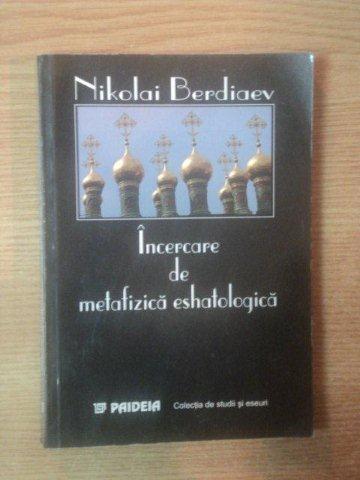 Nikolai Berdiaev
Încercare
de
metafizică eshatologică
PAIDEIA Colecția de studii și eseuri